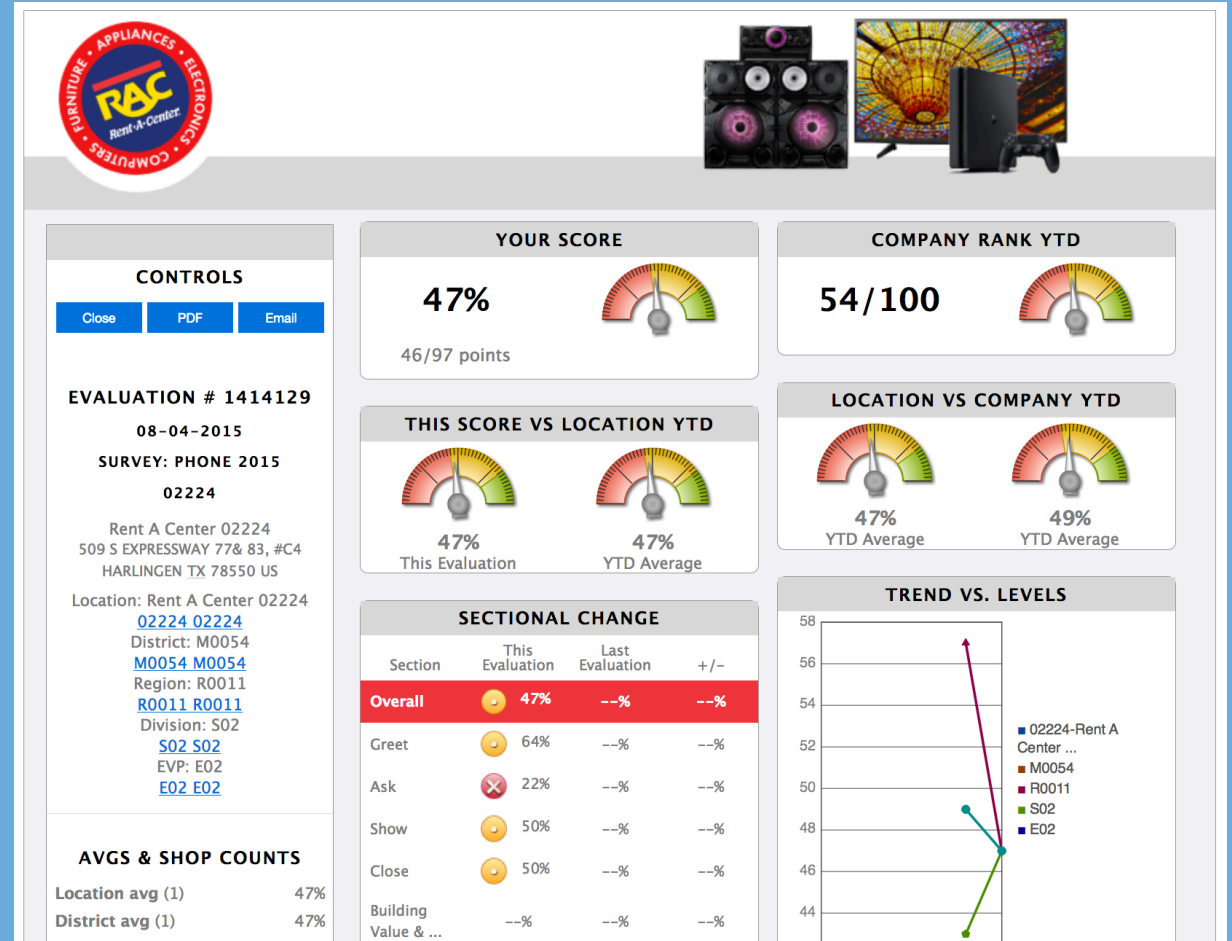 FURNITURE • APPLIANCES • ELECTRONICS • COMPUTERS •
RAC
Rent-A-Center.
CONTROLS
Close PDF Email
EVALUATION # 1414129
08-04-2015
SURVEY: PHONE 2015
02224
Rent A Center 02224
509 S EXPRESSWAY 77& 83, #C4
HARLINGEN TX 78550 US
Location: Rent A Center 02224
02224 02224
District: M0054
M0054 M0054
Region: R0011
R0011 R0011
Division: S02
S02 S02
EVP: E02
E02 E02
AVGS & SHOP COUNTS
Location avg (1) 47%
District avg (1) 47%
YOUR SCORE
47%
46/97 points
THIS SCORE VS LOCATION YTD
47% 47%
This Evaluation YTD Average
SECTIONAL CHANGE
Section This Evaluation Last Evaluation +/-
Overall 47% --% --%
Greet 64% --% --%
Ask 22% --% --%
Show 50% --% --%
Close 50% --% --%
Building
Value & ... --% --% --%
COMPANY RANK YTD
54/100
LOCATION VS COMPANY YTD
47% 49%
YTD Average YTD Average
TREND VS. LEVELS
58
56
54
52
50
48
46
44
02224-Rent A
Center ...
M0054
R0011
S02
E02